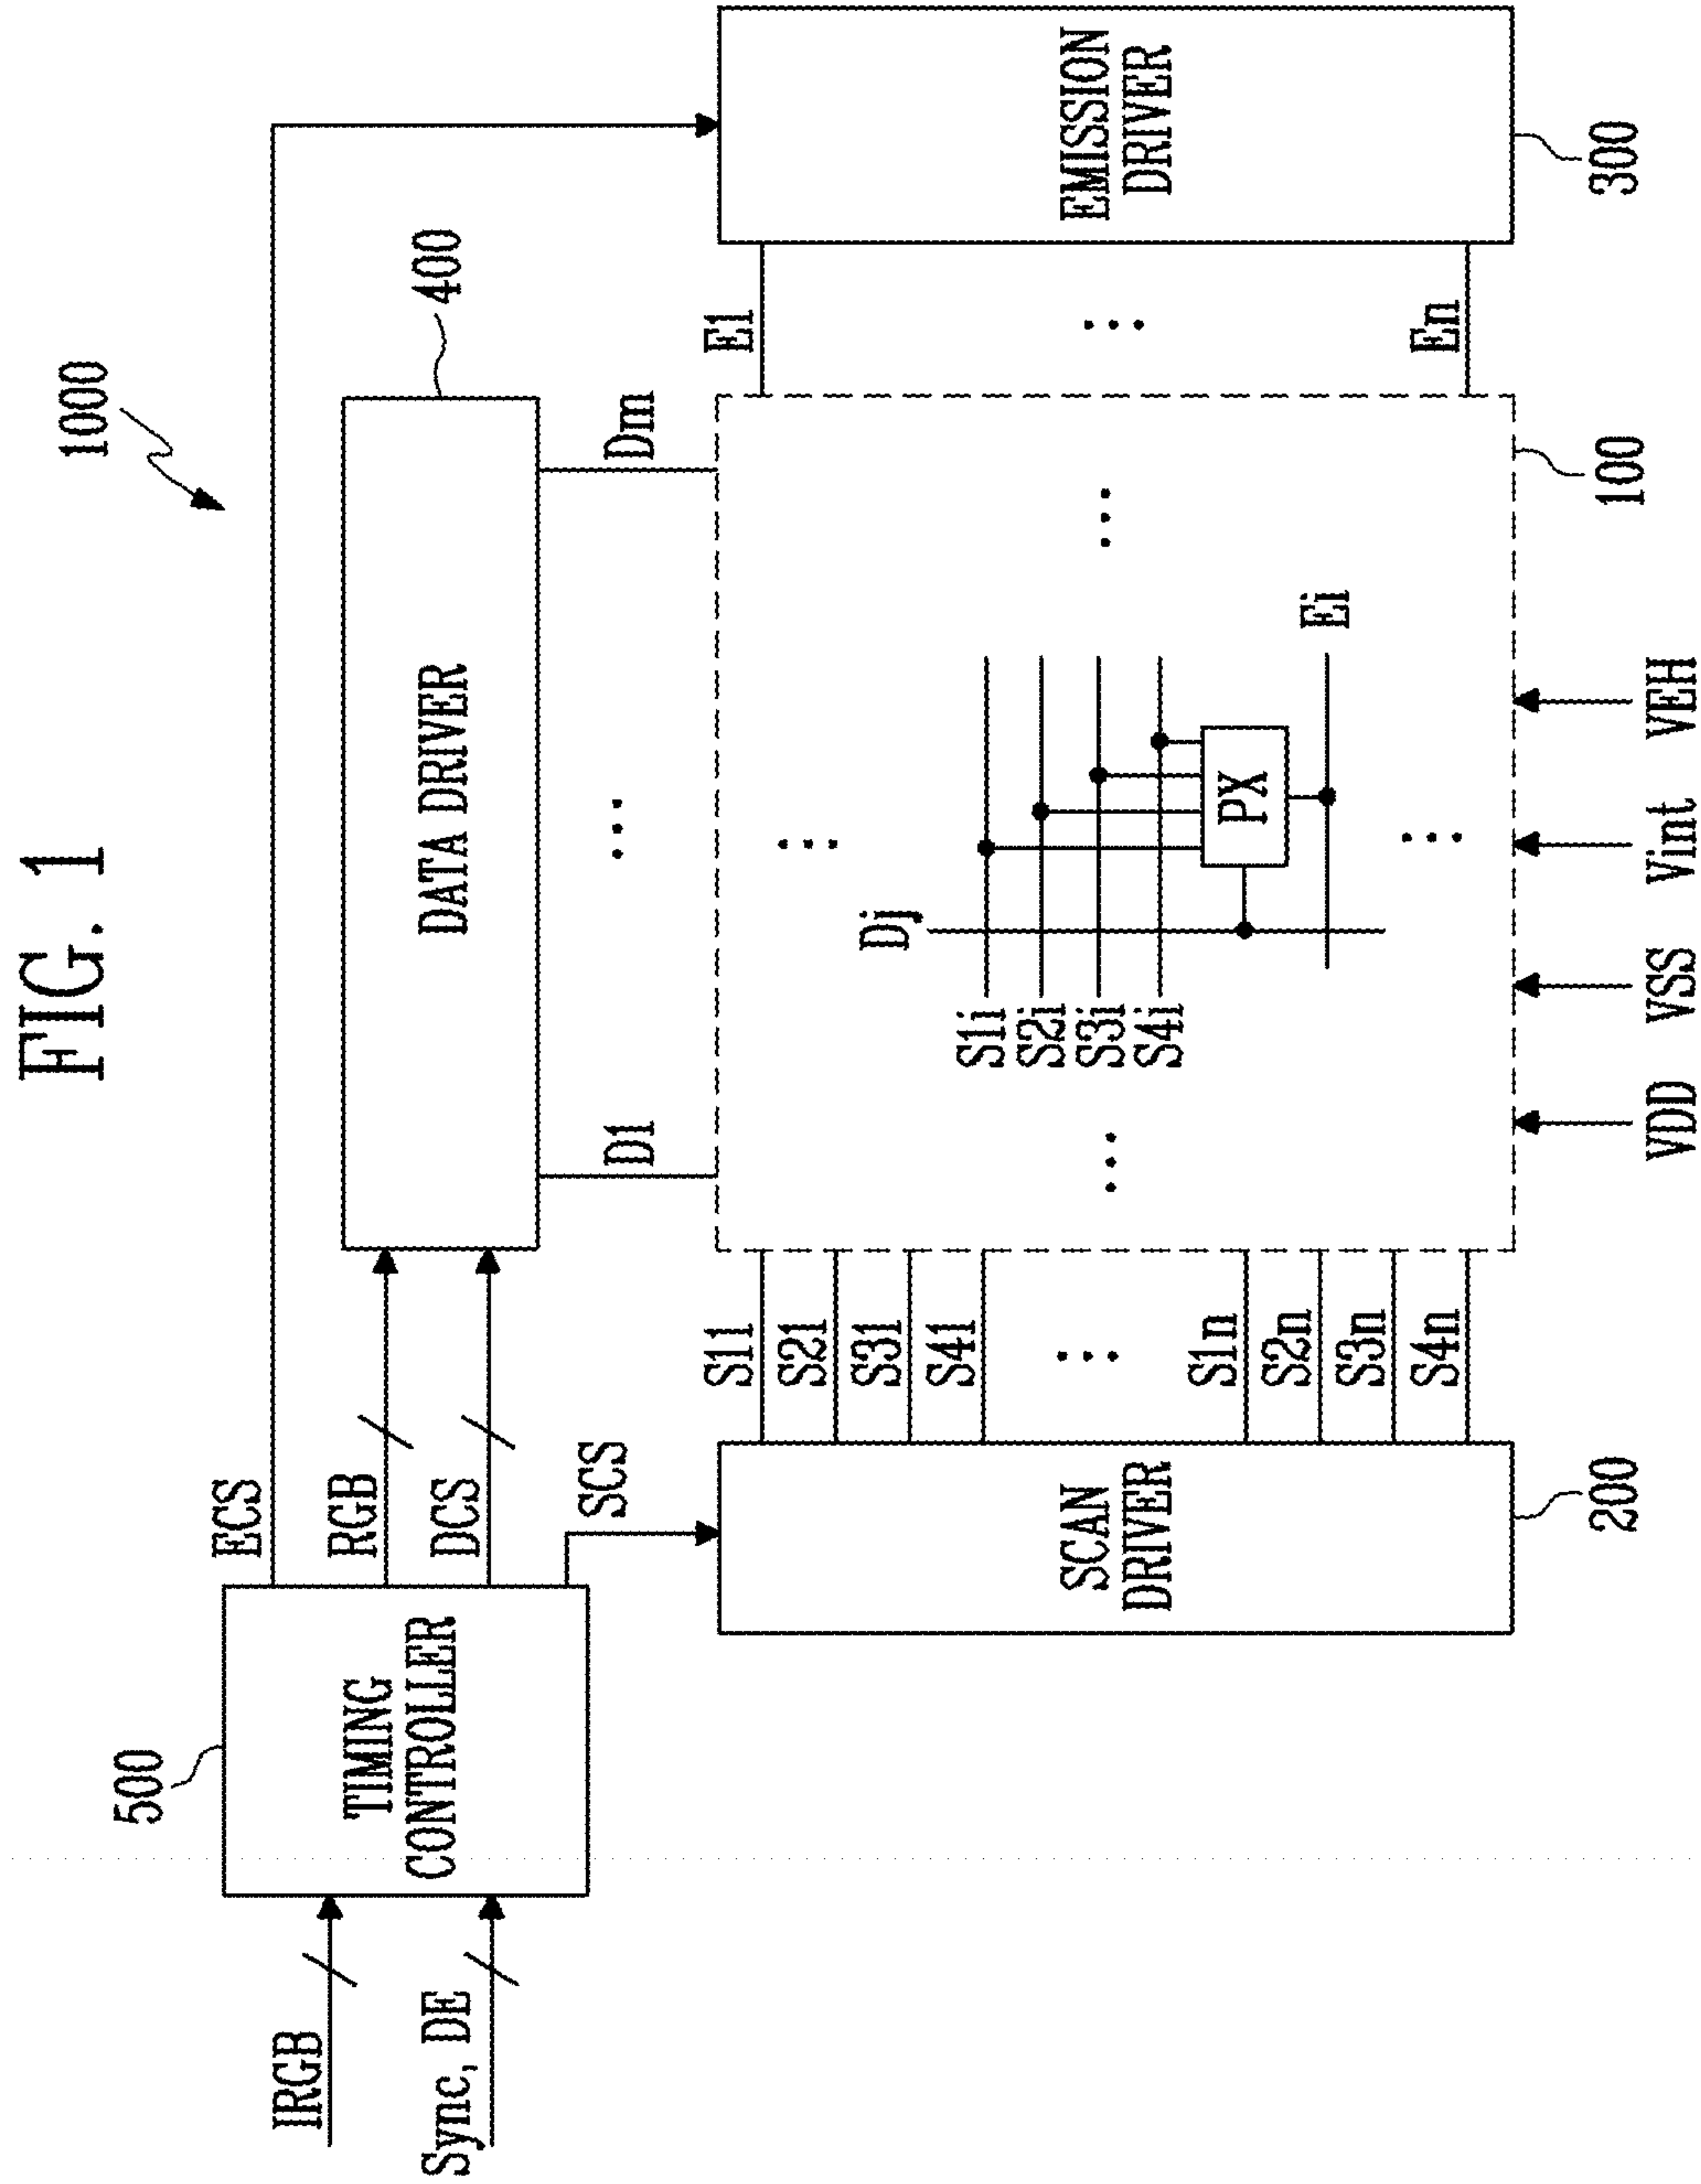 FIG. 1
1000
500
IRGB
Sync, DE
TIMING
CONTROLLER
ECS
RGB
DCS
SCS
DATA DRIVER
400
D1
Dm
SCAN
DRIVER
200
S11
S21
S31
S41
S1n
S2n
S3n
S4n
Dj
S1i
S2i
S3i
S4i
PX
Ei
100
E1
En
EMISSION
DRIVER
300
VDD
VSS
Vint
VEH